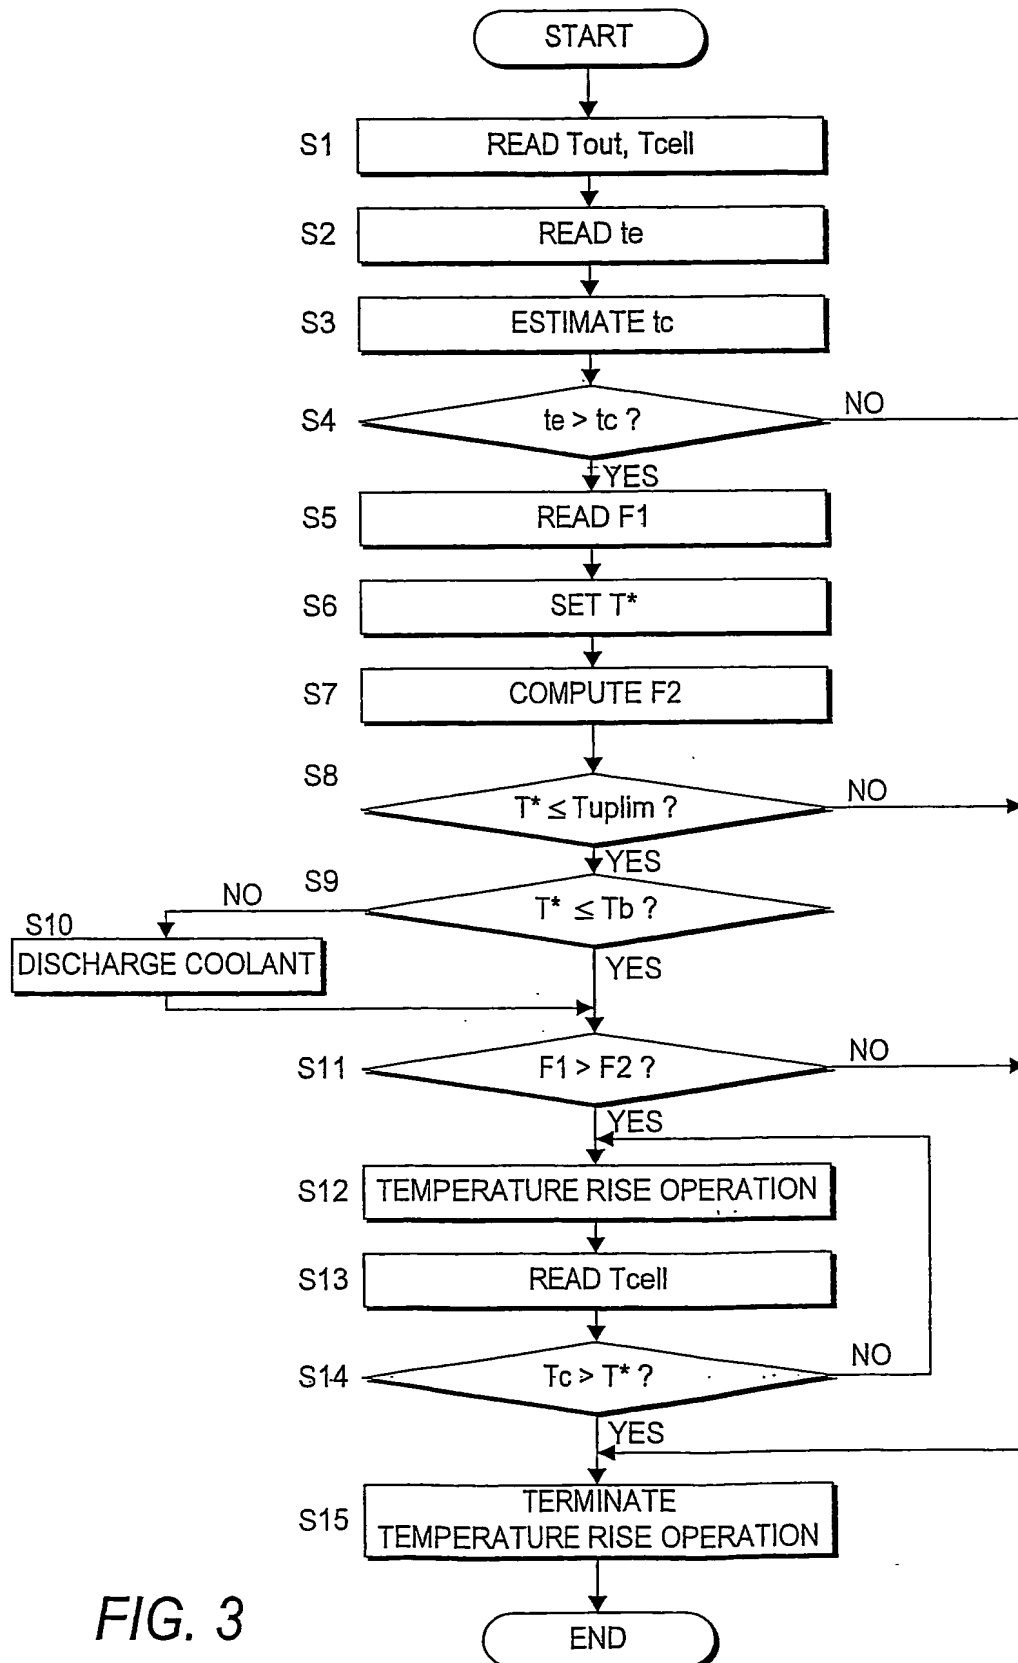 START
S1
READ Tout, Tcell
S2
READ te
S3
ESTIMATE tc
S4
te > tc ?
NO
YES
S5
READ F1
S6
SET T*
S7
COMPUTE F2
S8
T* ≤ Tuplim ?
NO
YES
S9
T* ≤ Tb ?
NO
S10
DISCHARGE COOLANT
YES
S11
F1 > F2 ?
NO
YES
S12
TEMPERATURE RISE OPERATION
S13
READ Tcell
S14
Tc > T* ?
NO
YES
S15
TERMINATE
TEMPERATURE RISE OPERATION
END
FIG. 3